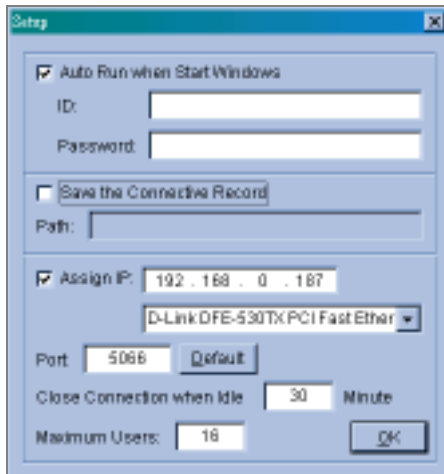 Setup
Auto Run when Start Windows
ID:
Password:
Save the Connective Record
Path:
Assign IP: 192 . 168 . 0 . 187
D-Link DFE-530TX PCI Fast Ether
Port 5066 Default
Close Connection when Idle 30 Minute
Maximum Users: 16 OK